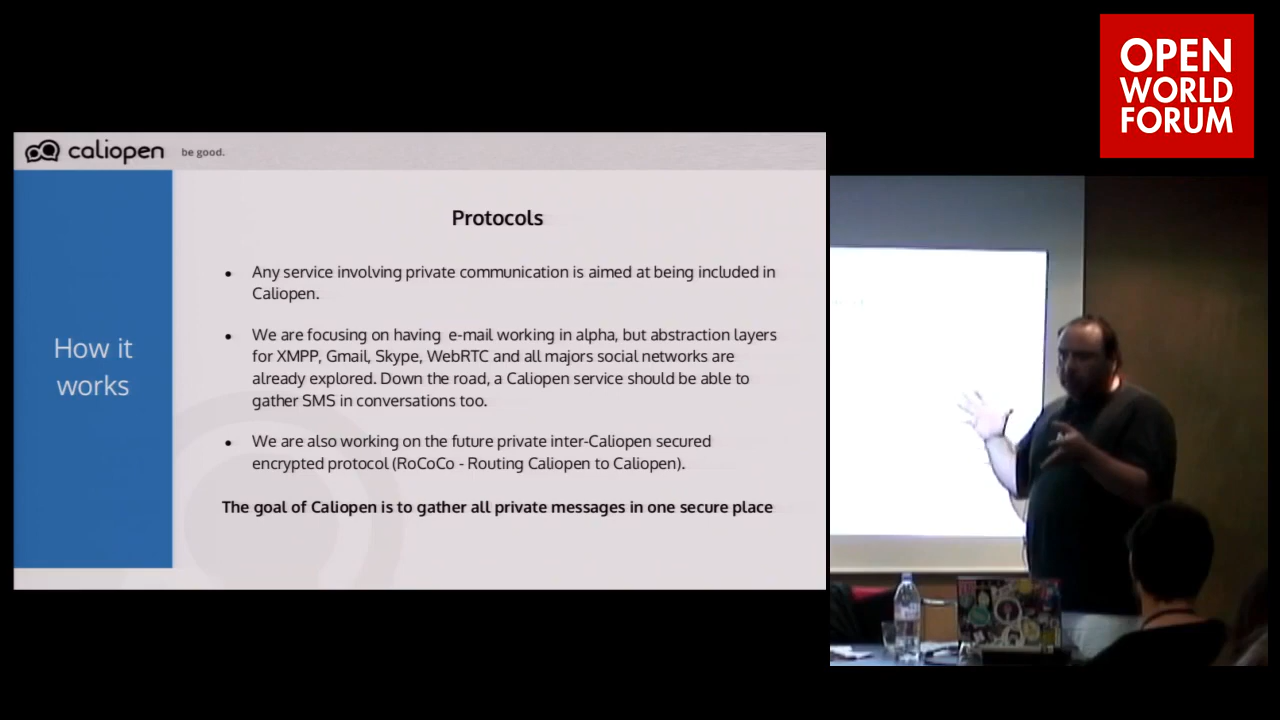 OPEN
WORLD
FORUM
caliopen be good.
How it
works
Protocols
● Any service involving private communication is aimed at being included in
Caliopen.
● We are focusing on having  e-mail working in alpha, but abstraction layers
for XMPP, Gmail, Skype, WebRTC and all majors social networks are
already explored. Down the road, a Caliopen service should be able to
gather SMS in conversations too.
● We are also working on the future private inter-Caliopen secured
encrypted protocol (RoCoCo - Routing Caliopen to Caliopen).
The goal of Caliopen is to gather all private messages in one secure place